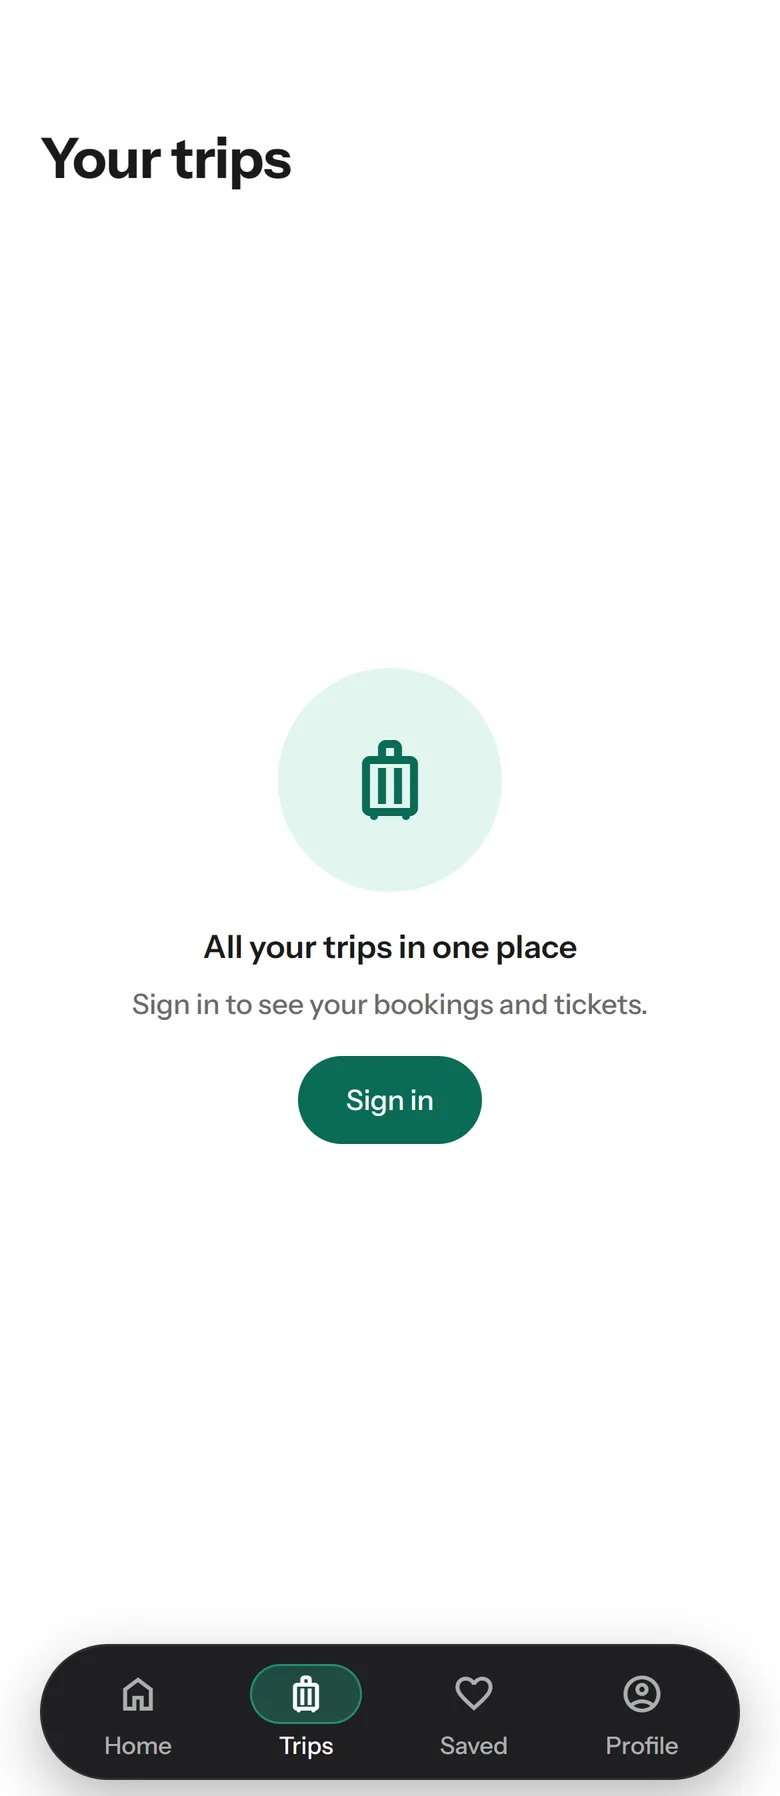 Your trips
All your trips in one place
Sign in to see your bookings and tickets.
Sign in
Home
Trips
Saved
Profile